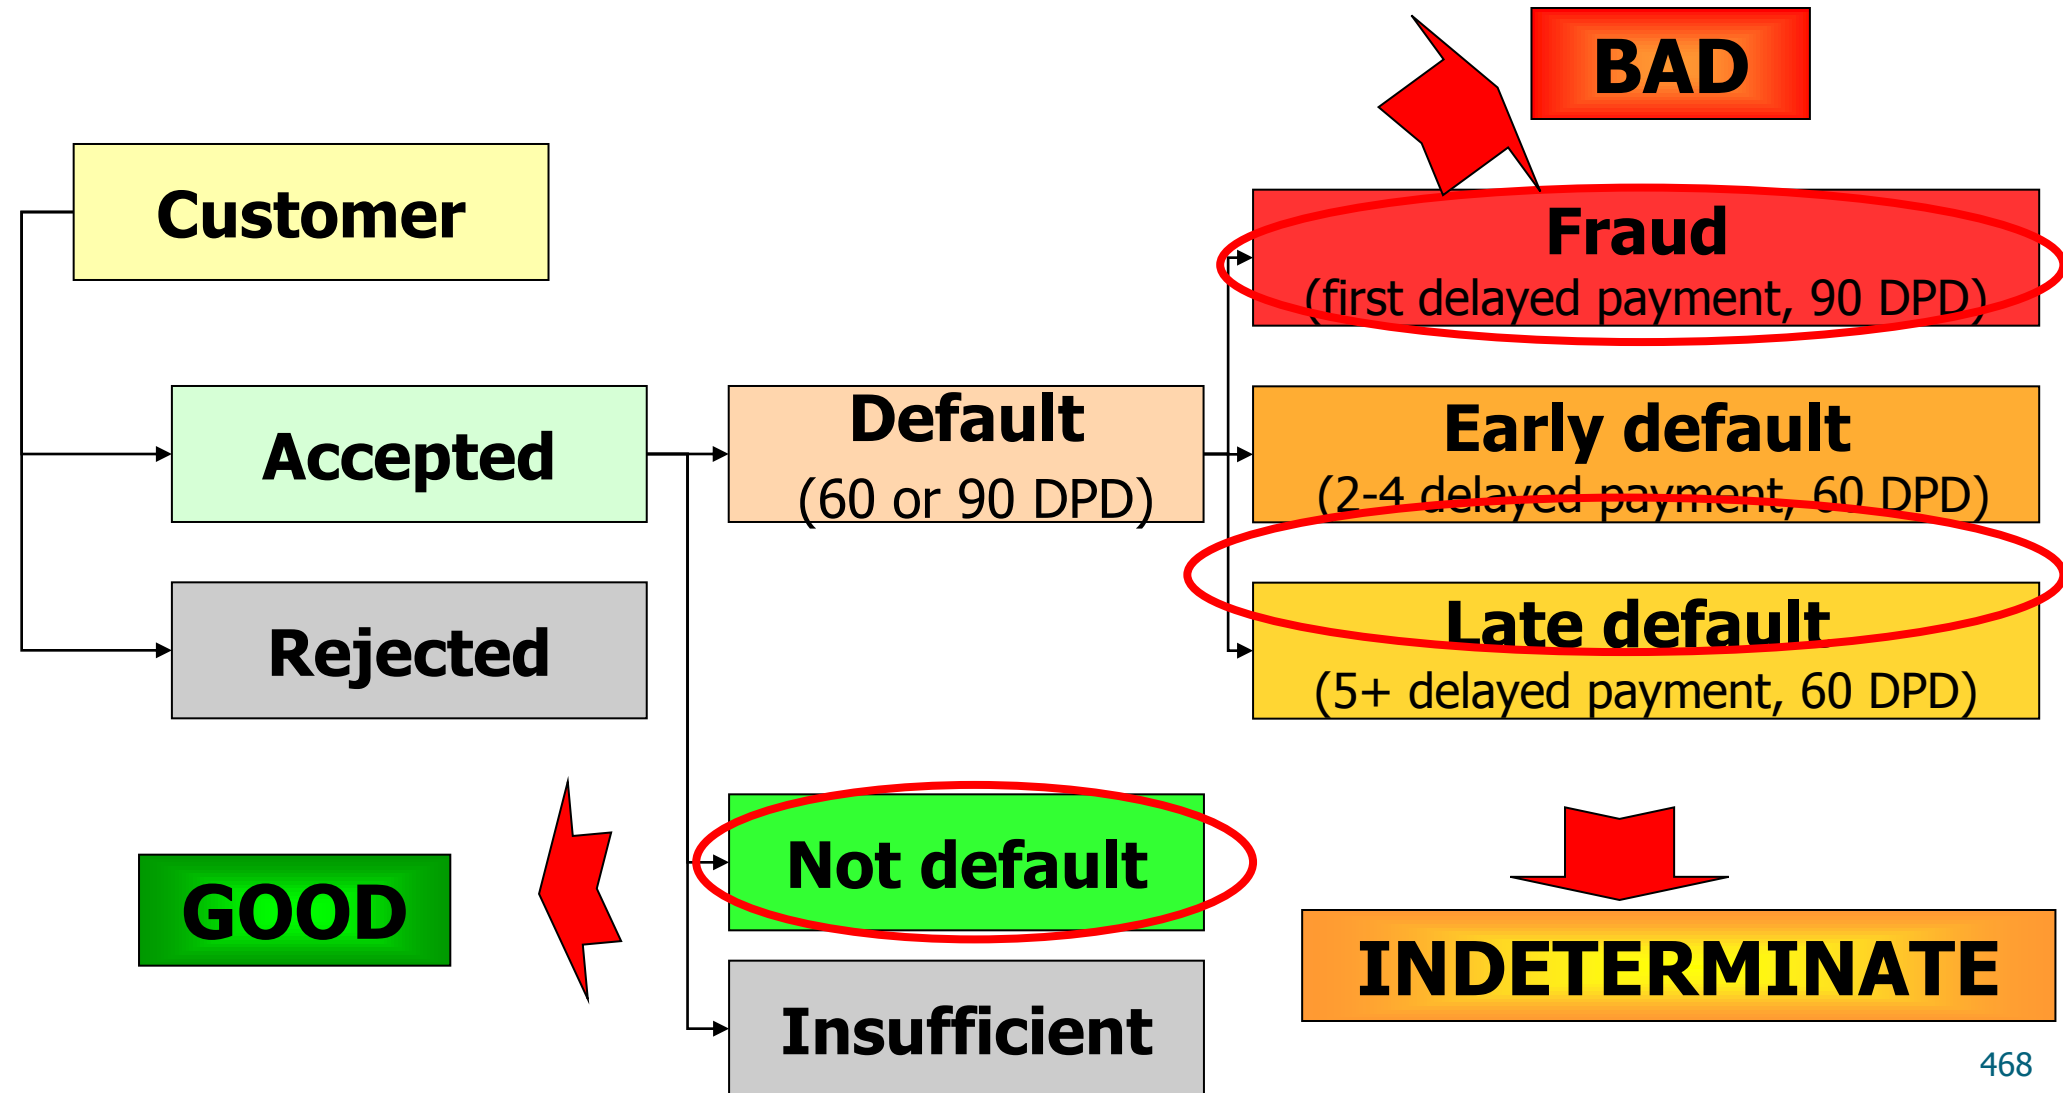 BAD
Customer
Fraud
(first delayed payment, 90 DPD)
Accepted
Default
(60 or 90 DPD)
Early default
(2-4 delayed payment, 60 DPD)
Rejected
Late default
(5+ delayed payment, 60 DPD)
Not default
GOOD
INDETERMINATE
Insufficient
468